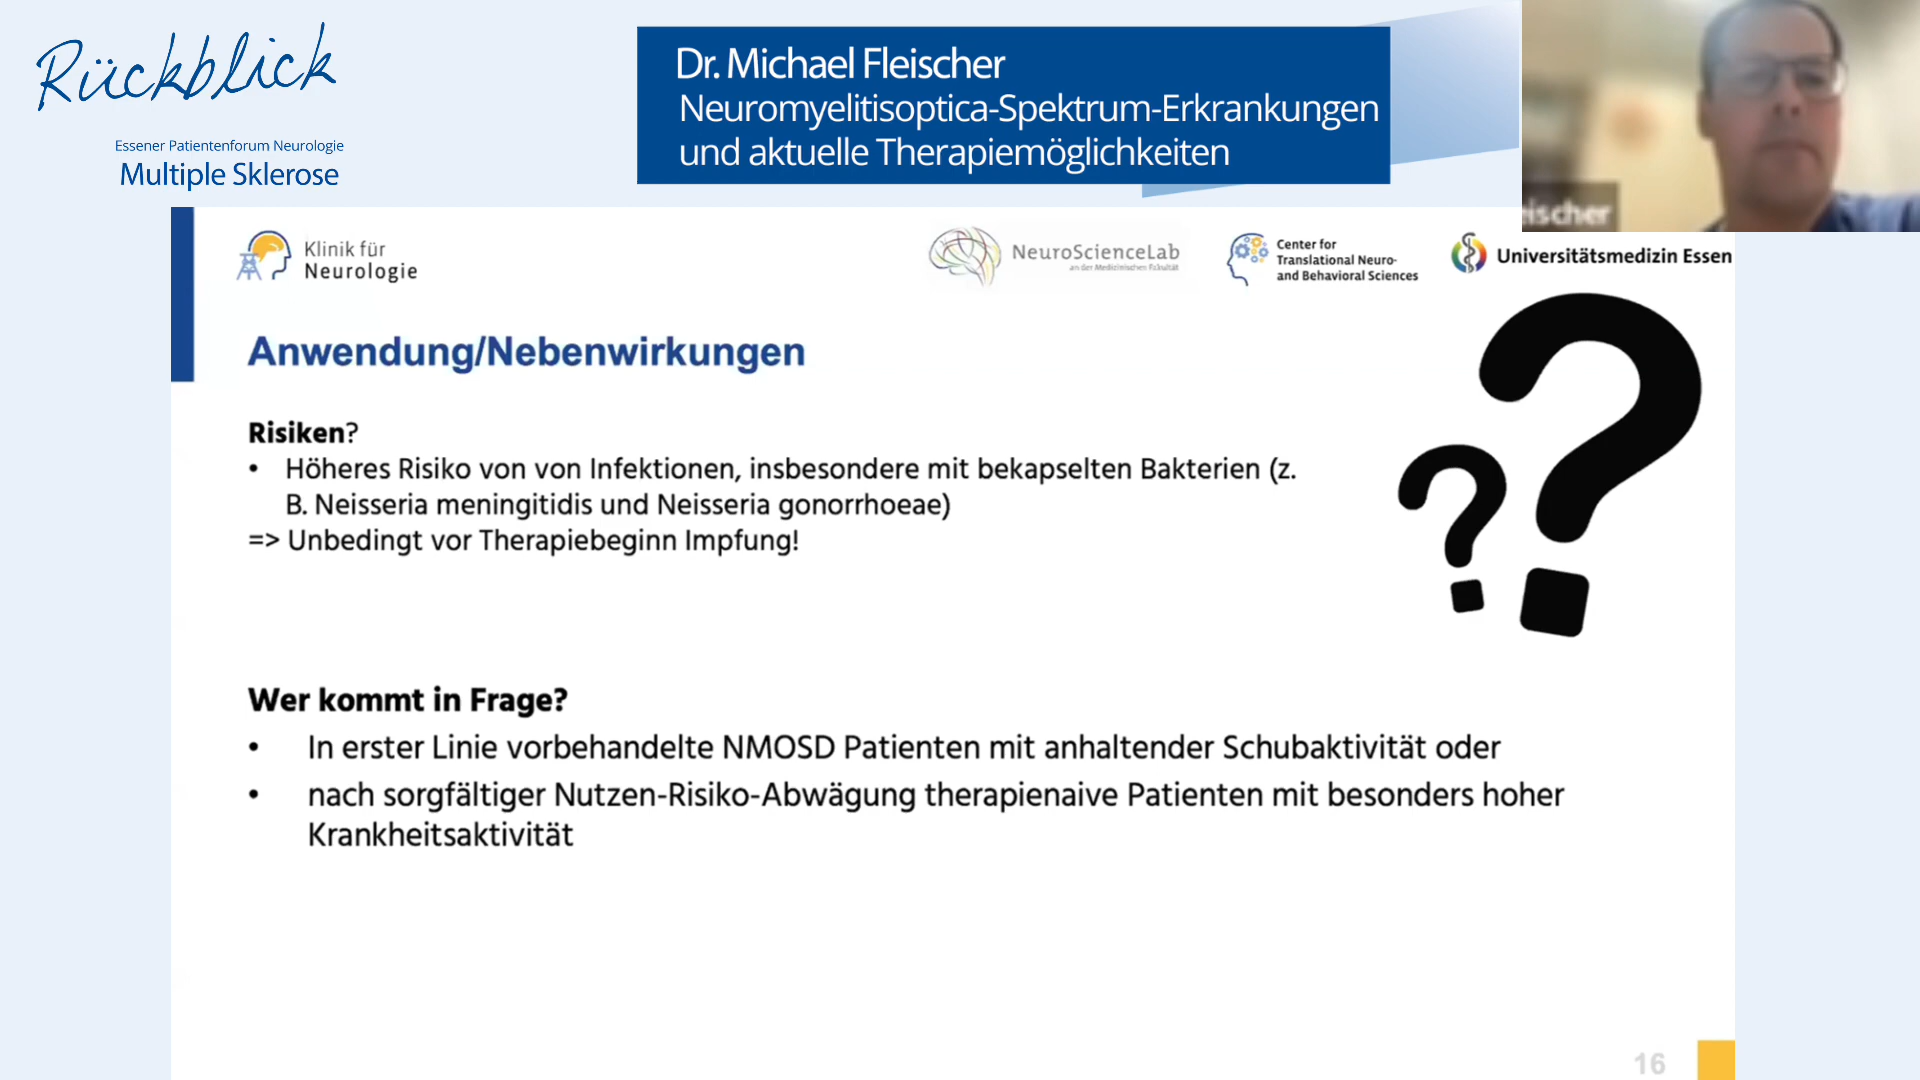 Rückblick
Essener Patientenforum Neurologie
Multiple Sklerose
Dr. Michael Fleischer
Neuromyelitisoptica-Spektrum-Erkrankungen
und aktuelle Therapiemöglichkeiten
eischer
Klinik für
Neurologie
NeuroScienceLab
an der Medizinischen Fakultät
Center for
Translational Neuro-
and Behavioral Sciences
Universitätsmedizin Essen
Anwendung/Nebenwirkungen
Risiken?
• Höheres Risiko von von Infektionen, insbesondere mit bekapselten Bakterien (z.
B. Neisseria meningitidis und Neisseria gonorrhoeae)
=> Unbedingt vor Therapiebeginn Impfung!
??
Wer kommt in Frage?
• In erster Linie vorbehandelte NMOSD Patienten mit anhaltender Schubaktivität oder
• nach sorgfältiger Nutzen-Risiko-Abwägung therapienaive Patienten mit besonders hoher
Krankheitsaktivität
16